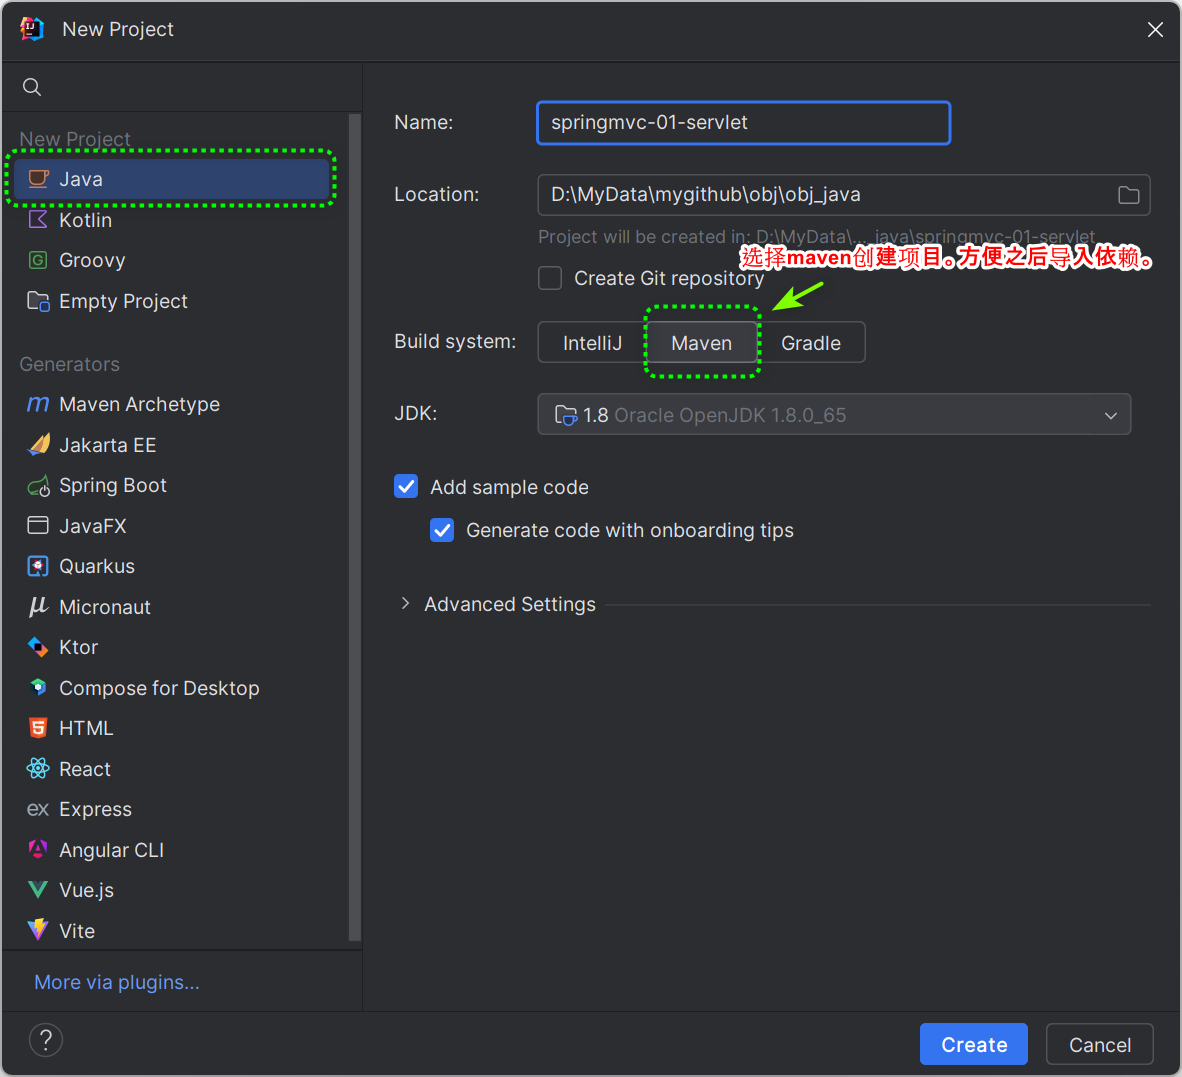 New Project
New Project
Java
Kotlin
Groovy
Empty Project
Generators
Maven Archetype
Jakarta EE
Spring Boot
JavaFX
Quarkus
Micronaut
Ktor
Compose for Desktop
HTML
React
Express
Angular CLI
Vue.js
Vite
More via plugins...
Name:
springmvc-01-servlet
Location:
D:\MyData\mygithub\obj\obj_java
Project will be created in: D:\MyData\... java\springmvc-01-servlet
选择maven创建项目。方便之后导入依赖。
Create Git repository
Build system:
IntelliJ
Maven
Gradle
JDK:
1.8 Oracle OpenJDK 1.8.0_65
Add sample code
Generate code with onboarding tips
Advanced Settings
?
Create
Cancel